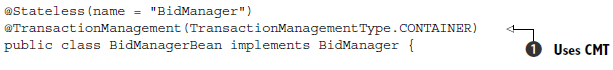 @Stateless(name = "BidManager")
@TransactionManagement(TransactionManagementType.CONTAINER)
public class BidManagerBean implements BidManager {
1 Uses CMT